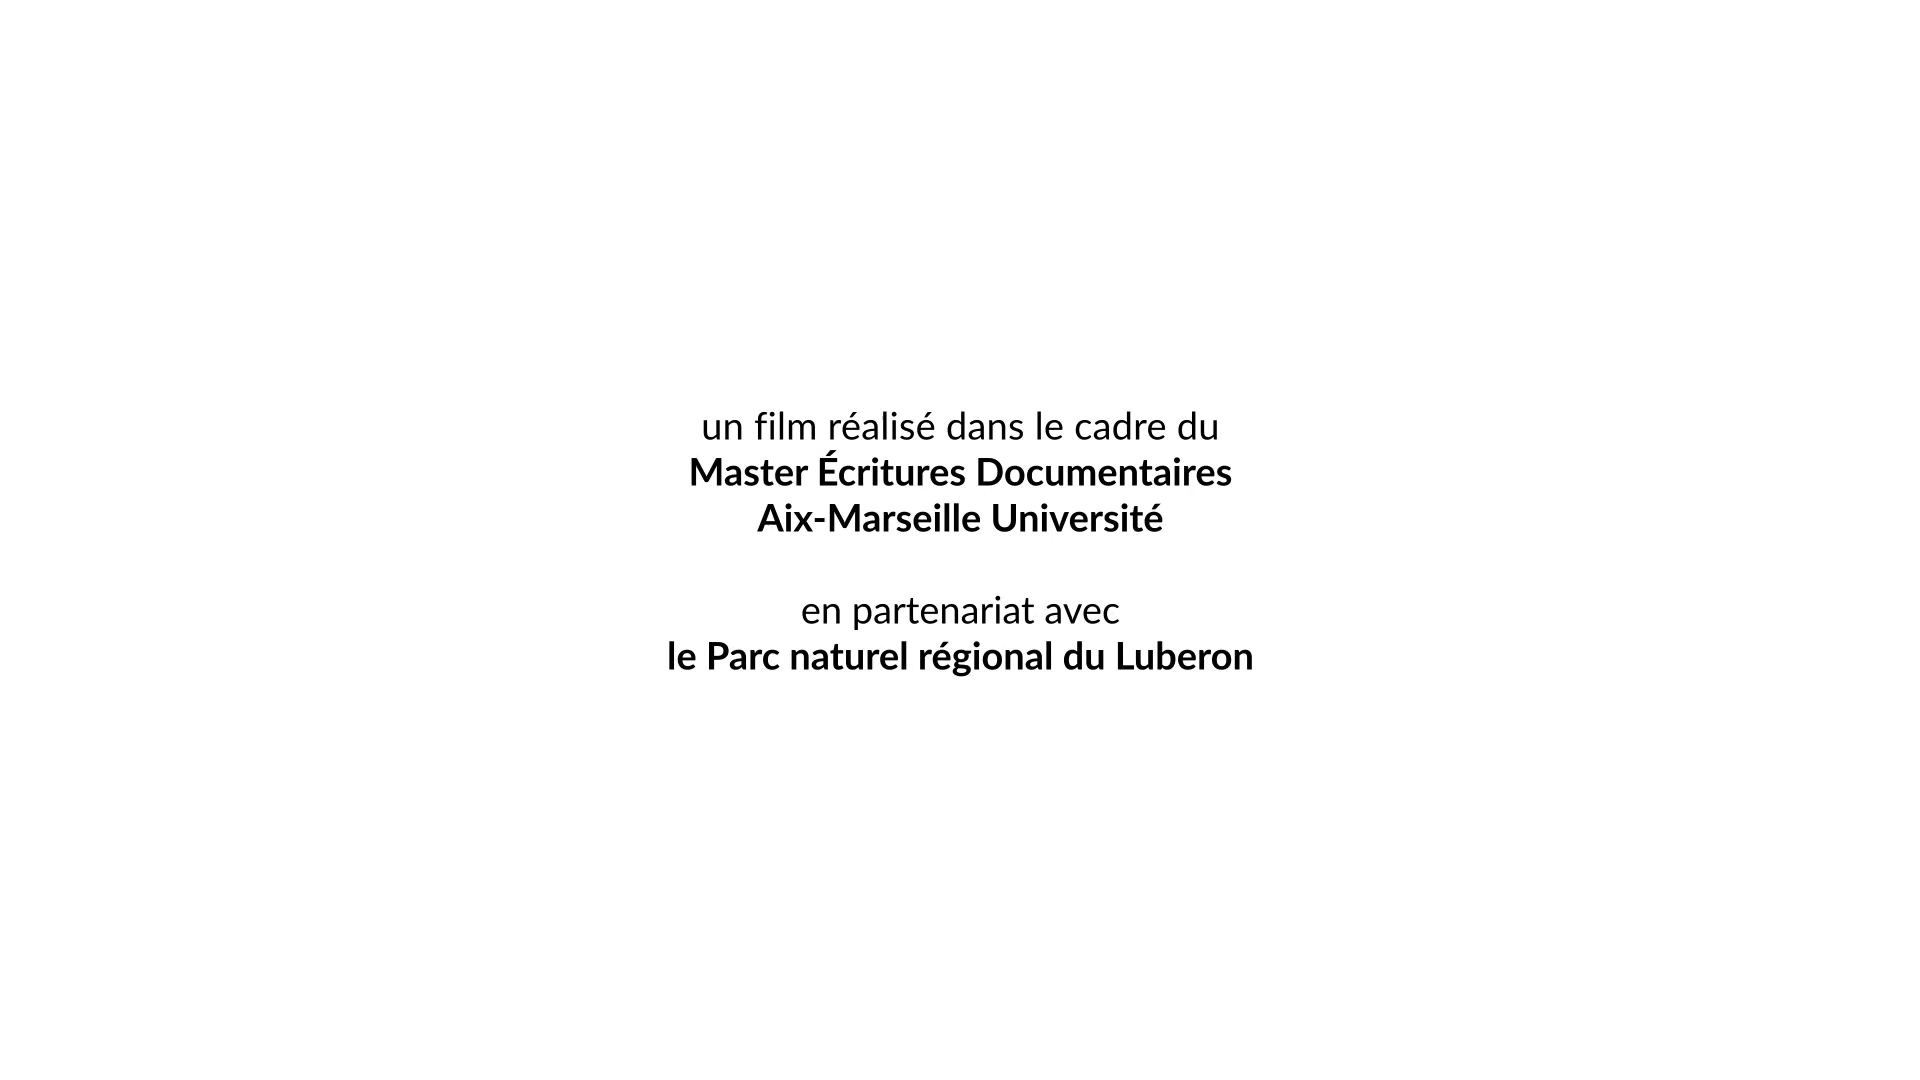 un film réalisé dans le cadre du
Master Écritures Documentaires
Aix-Marseille Université
en partenariat avec
le Parc naturel régional du Luberon